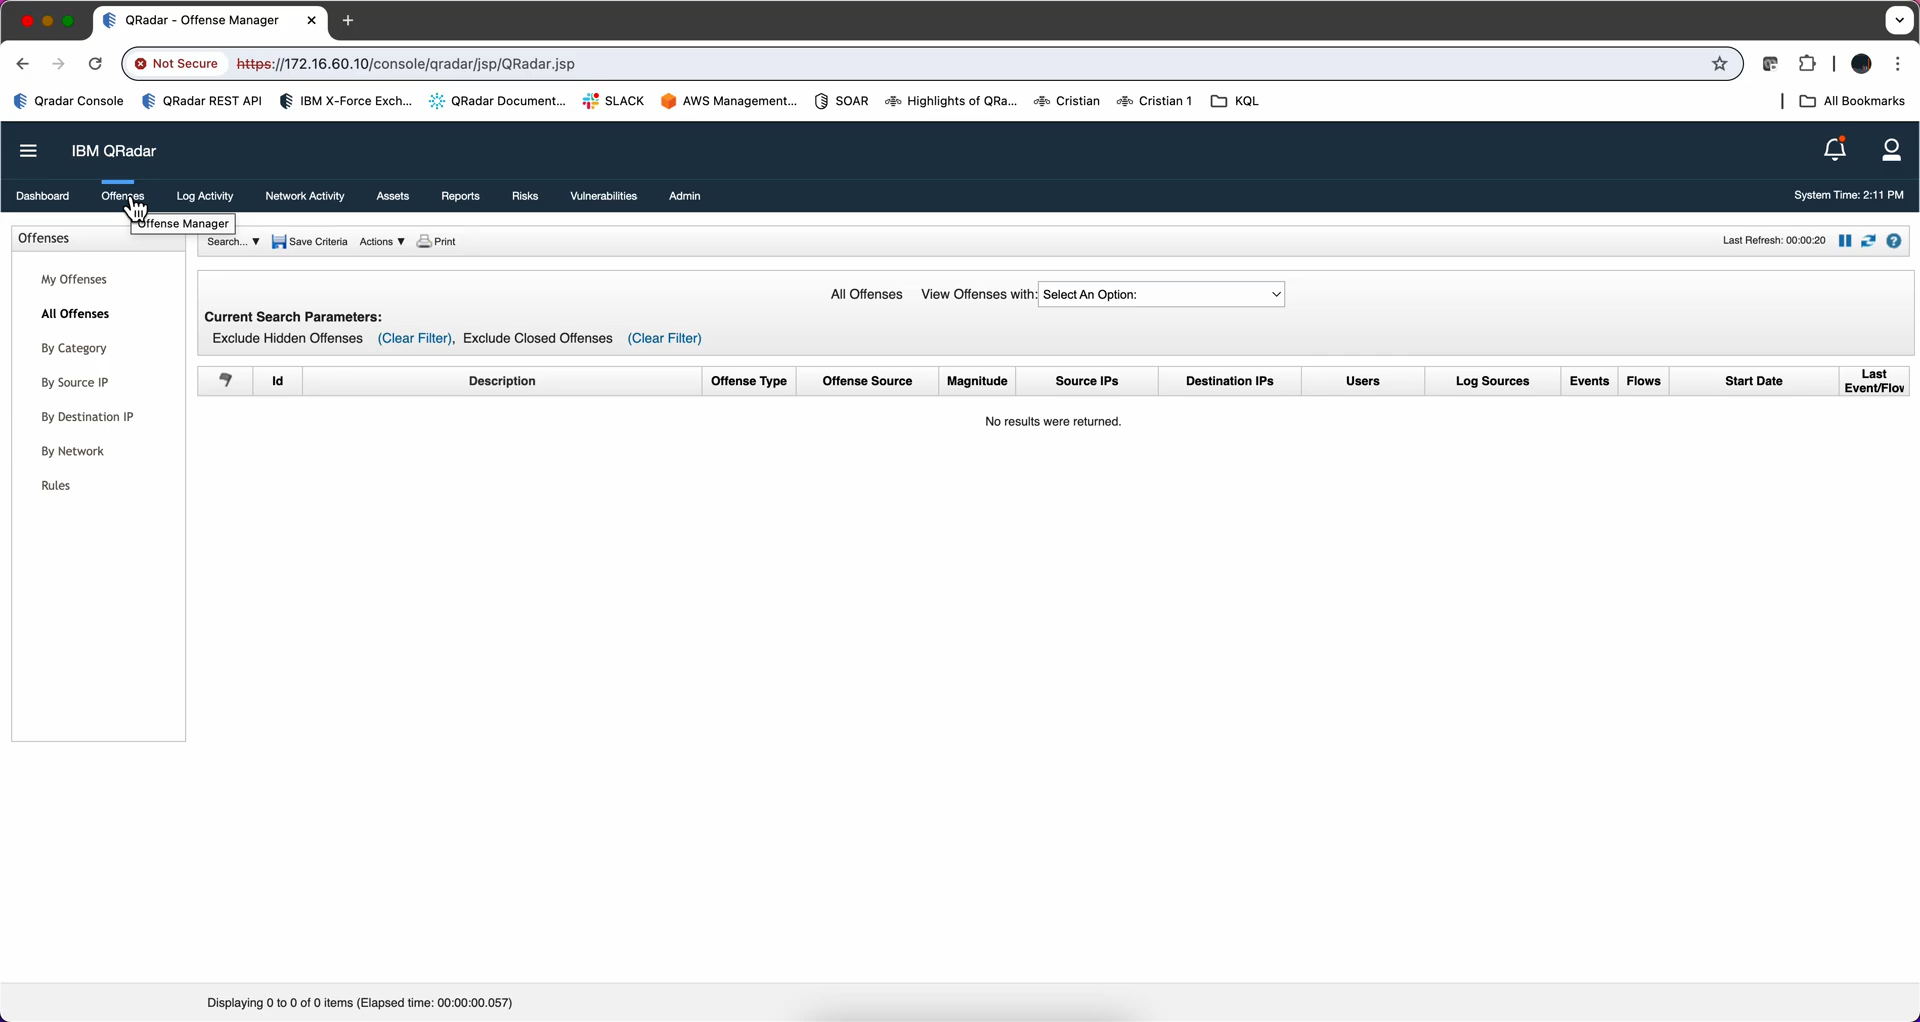 QRadar - Offense Manager
Not Secure https://172.16.60.10/console/qradar/jsp/QRadar.jsp
Qradar Console QRadar REST API IBM X-Force Exch... QRadar Document... SLACK AWS Management... SOAR Highlights of QRa... Cristian Cristian 1 KQL All Bookmarks
IBM QRadar
Dashboard Offenses Log Activity Network Activity Assets Reports Risks Vulnerabilities Admin System Time: 2:11 PM
Offense Manager
Offenses
Search... ▼ Save Criteria Actions ▼ Print Last Refresh: 00:00:20
My Offenses
All Offenses
By Category
By Source IP
By Destination IP
By Network
Rules
All Offenses View Offenses with: Select An Option:
Current Search Parameters:
Exclude Hidden Offenses (Clear Filter), Exclude Closed Offenses (Clear Filter)
Id Description Offense Type Offense Source Magnitude Source IPs Destination IPs Users Log Sources Events Flows Start Date Last Event/Flow
No results were returned.
Displaying 0 to 0 of 0 items (Elapsed time: 00:00:00.057)